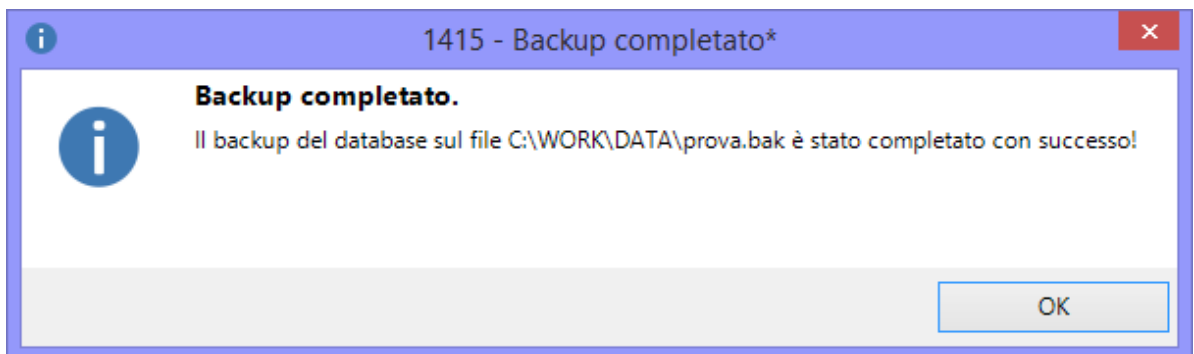 1415 - Backup completato*
Backup completato.
Il backup del database sul file C:\WORK\DATA\prova.bak è stato completato con successo!
OK